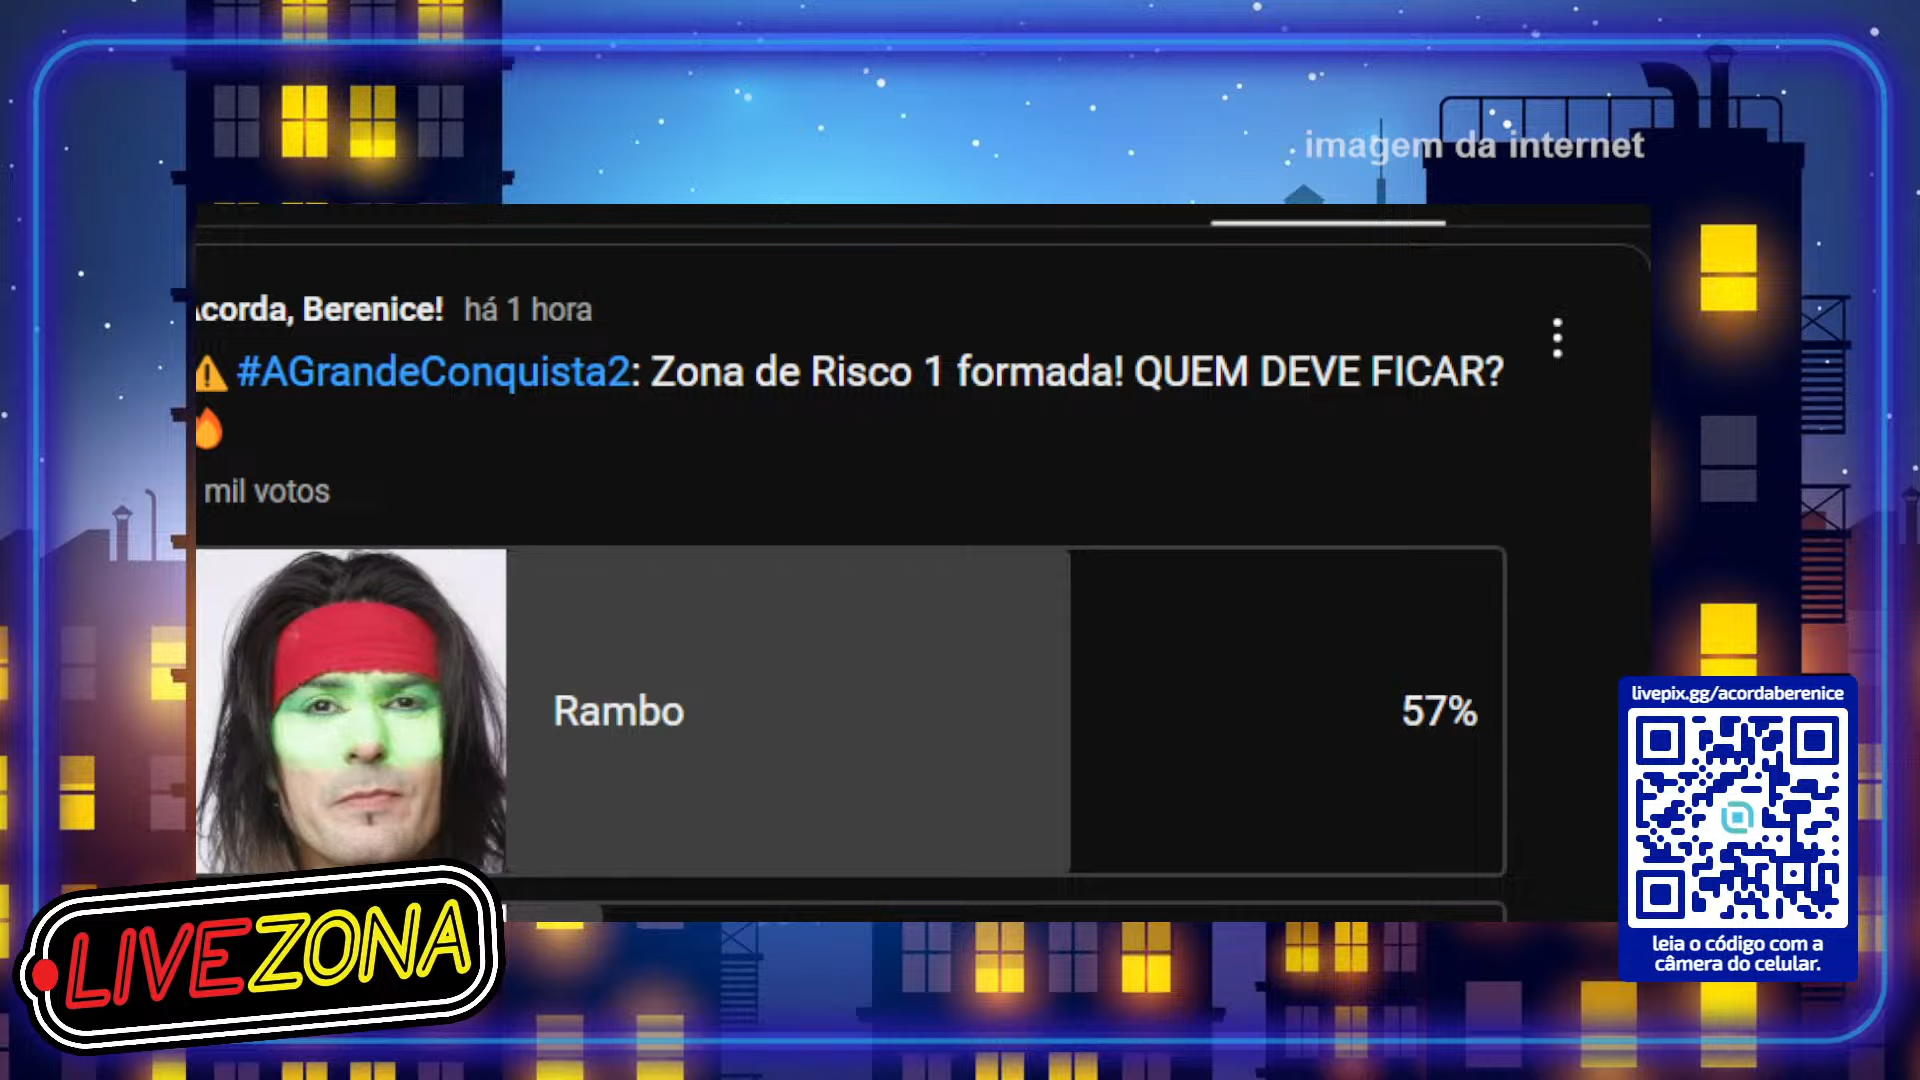 imagem da internet
corda, Berenice! há 1 hora
#AGrandeConquista2: Zona de Risco 1 formada! QUEM DEVE FICAR?
mil votos
Rambo 57%
livepix.gg/acordaberenice
leia o código com a
câmera do celular.
LIVEZONA